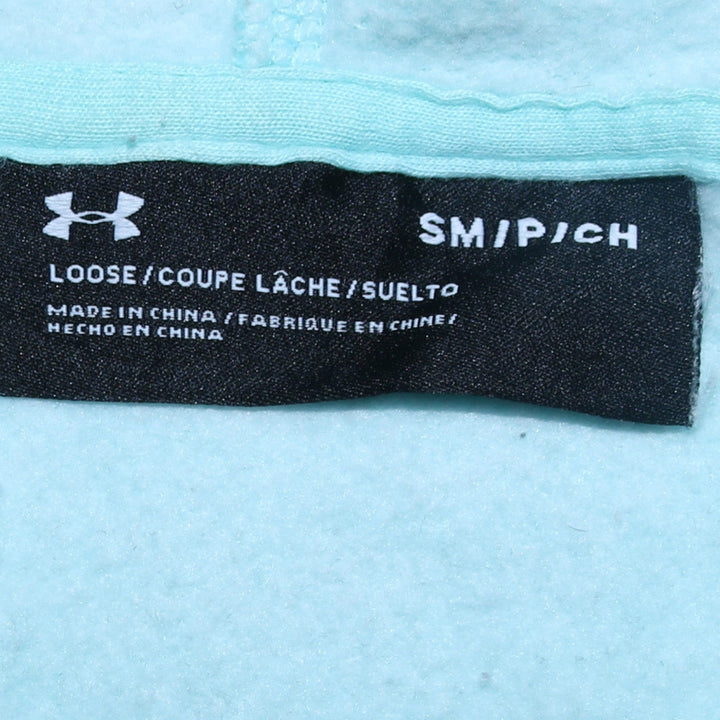 SM/P/CH
LOOSE/COUPE LÂCHE/SUELTO
MADE IN CHINA / FABRIQUE EN CHINE/
HECHO EN CHINA